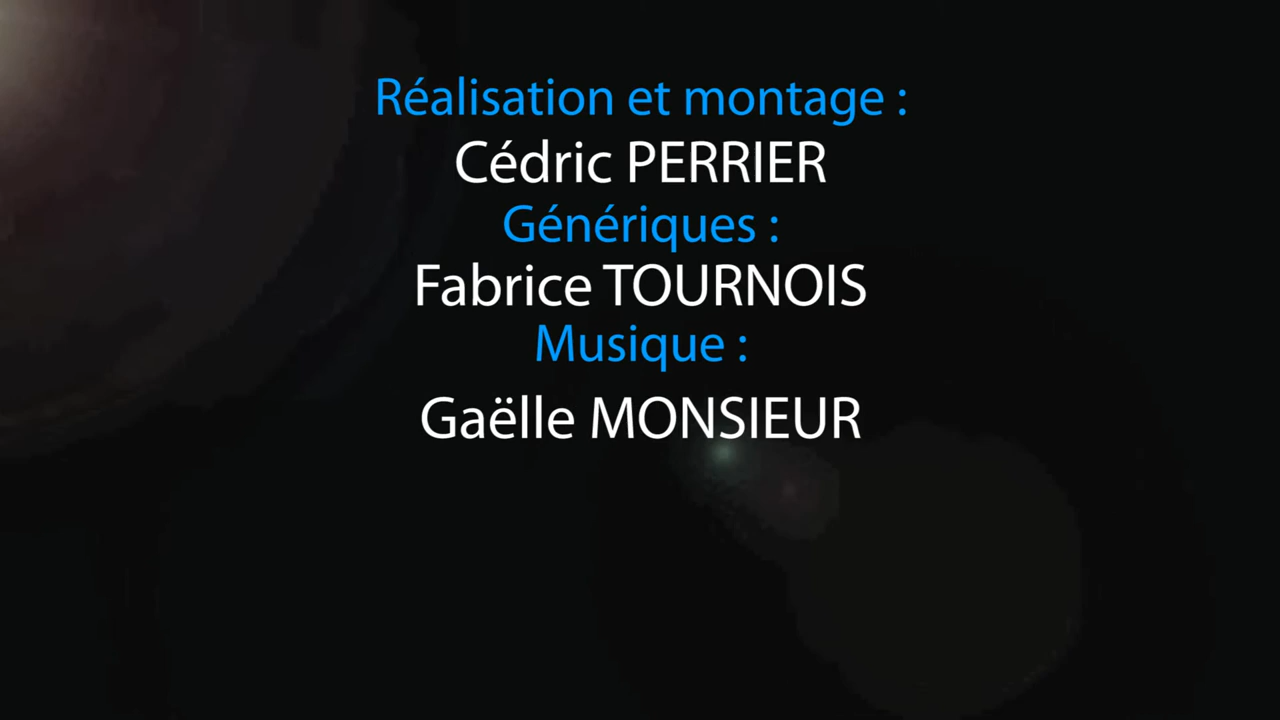 Réalisation et montage :
Cédric PERRIER
Génériques :
Fabrice TOURNOIS
Musique :
Gaëlle MONSIEUR